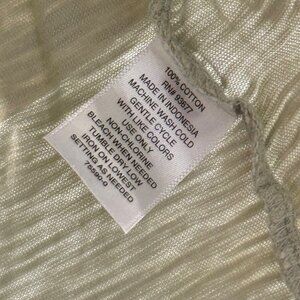 100% COTTON
RN# 93677
MADE IN INDONESIA
MACHINE WASH COLD
GENTLE CYCLE
WITH LIKE COLORS
USE ONLY
NON-CHLORINE
BLEACH WHEN NEEDED
TUMBLE DRY LOW
IRON ON LOWEST
SETTING AS NEEDED